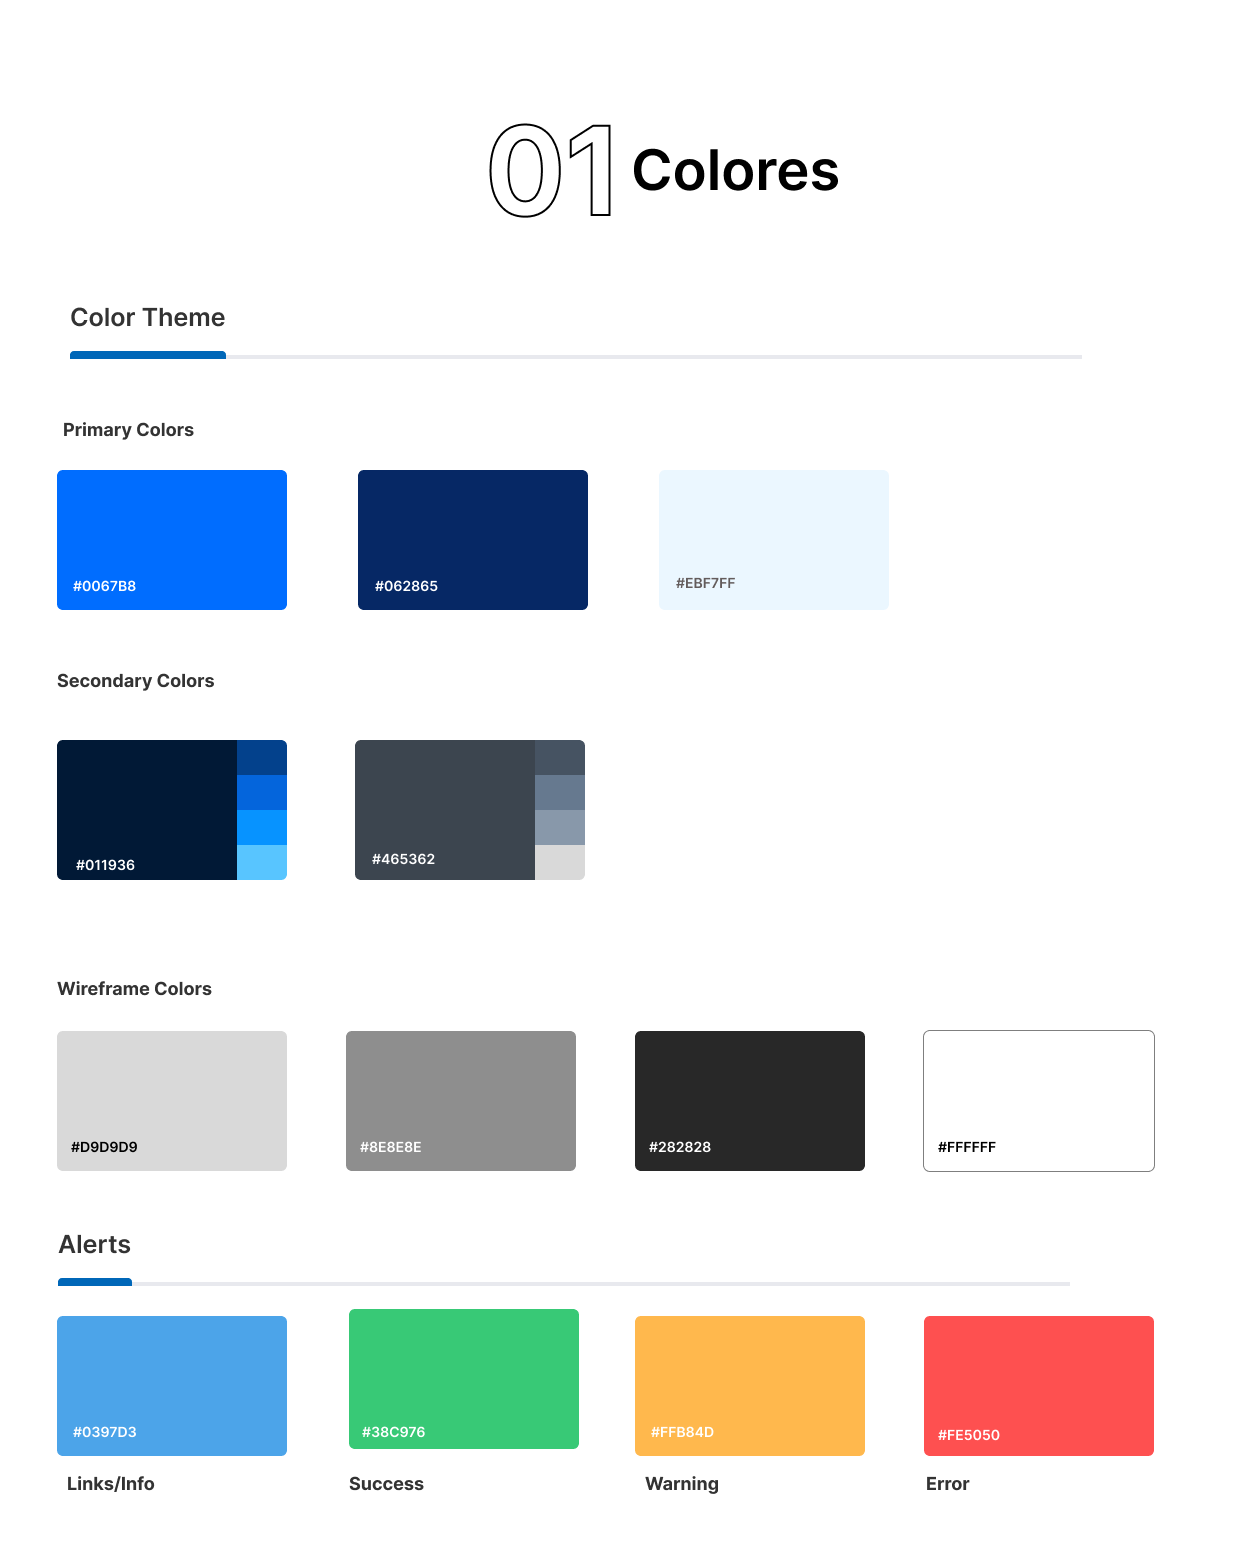 01 Colores
Color Theme
Primary Colors
#0067B8
#062865
#EBF7FF
Secondary Colors
#011936
#465362
Wireframe Colors
#D9D9D9
#8E8E8E
#282828
#FFFFFF
Alerts
#0397D3
#38C976
#FFB84D
#FE5050
Links/Info
Success
Warning
Error